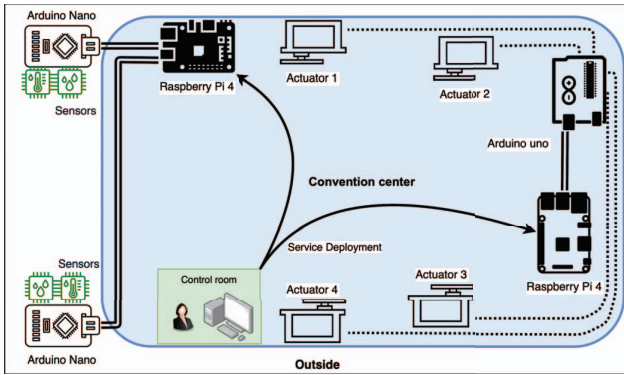 Arduino Nano
Sensors
Raspberry Pi 4
Actuator 1
Actuator 2
Arduino uno
Convention center
Service Deployment
Control room
Sensors
Arduino Nano
Actuator 4
Actuator 3
Raspberry Pi 4
Outside